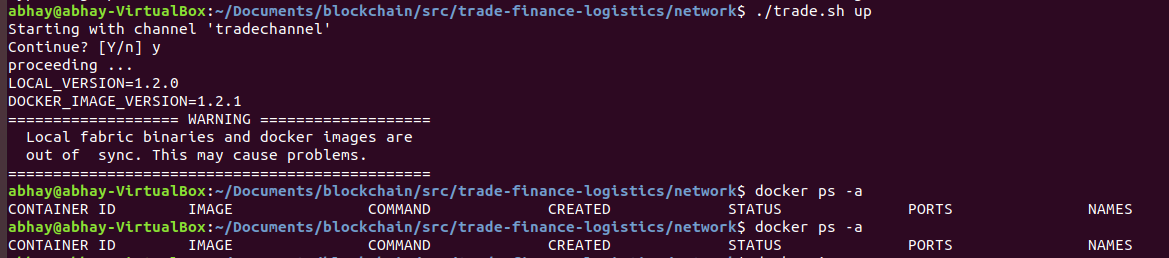 abhay@abhay-VirtualBox:~/Documents/blockchain/src/trade-finance-logistics/network$ ./trade.sh up
Starting with channel 'tradechannel'
Continue? [Y/n] y
proceeding ...
LOCAL_VERSION=1.2.0
DOCKER_IMAGE_VERSION=1.2.1
=================== WARNING ===================
  Local fabric binaries and docker images are
  out of  sync. This may cause problems.
===============================================
abhay@abhay-VirtualBox:~/Documents/blockchain/src/trade-finance-logistics/network$ docker ps -a
CONTAINER ID        IMAGE               COMMAND             CREATED             STATUS              PORTS               NAMES
abhay@abhay-VirtualBox:~/Documents/blockchain/src/trade-finance-logistics/network$ docker ps -a
CONTAINER ID        IMAGE               COMMAND             CREATED             STATUS              PORTS               NAMES